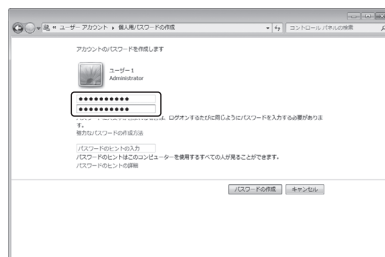 « ユーザー アカウント ▸ 個人用パスワードの作成
コントロール パネルの検索
アカウントのパスワードを作成します
ユーザー1
Administrator
●●●●●●●●●●
●●●●●●●●●●
ログオンするたびに同じようにパスワードを入力する必要がありま
す。
強力なパスワードの作成方法
パスワードのヒントの入力
パスワードのヒントはこのコンピューターを使用するすべての人が見ることができます。
パスワードのヒントの詳細
パスワードの作成
キャンセル